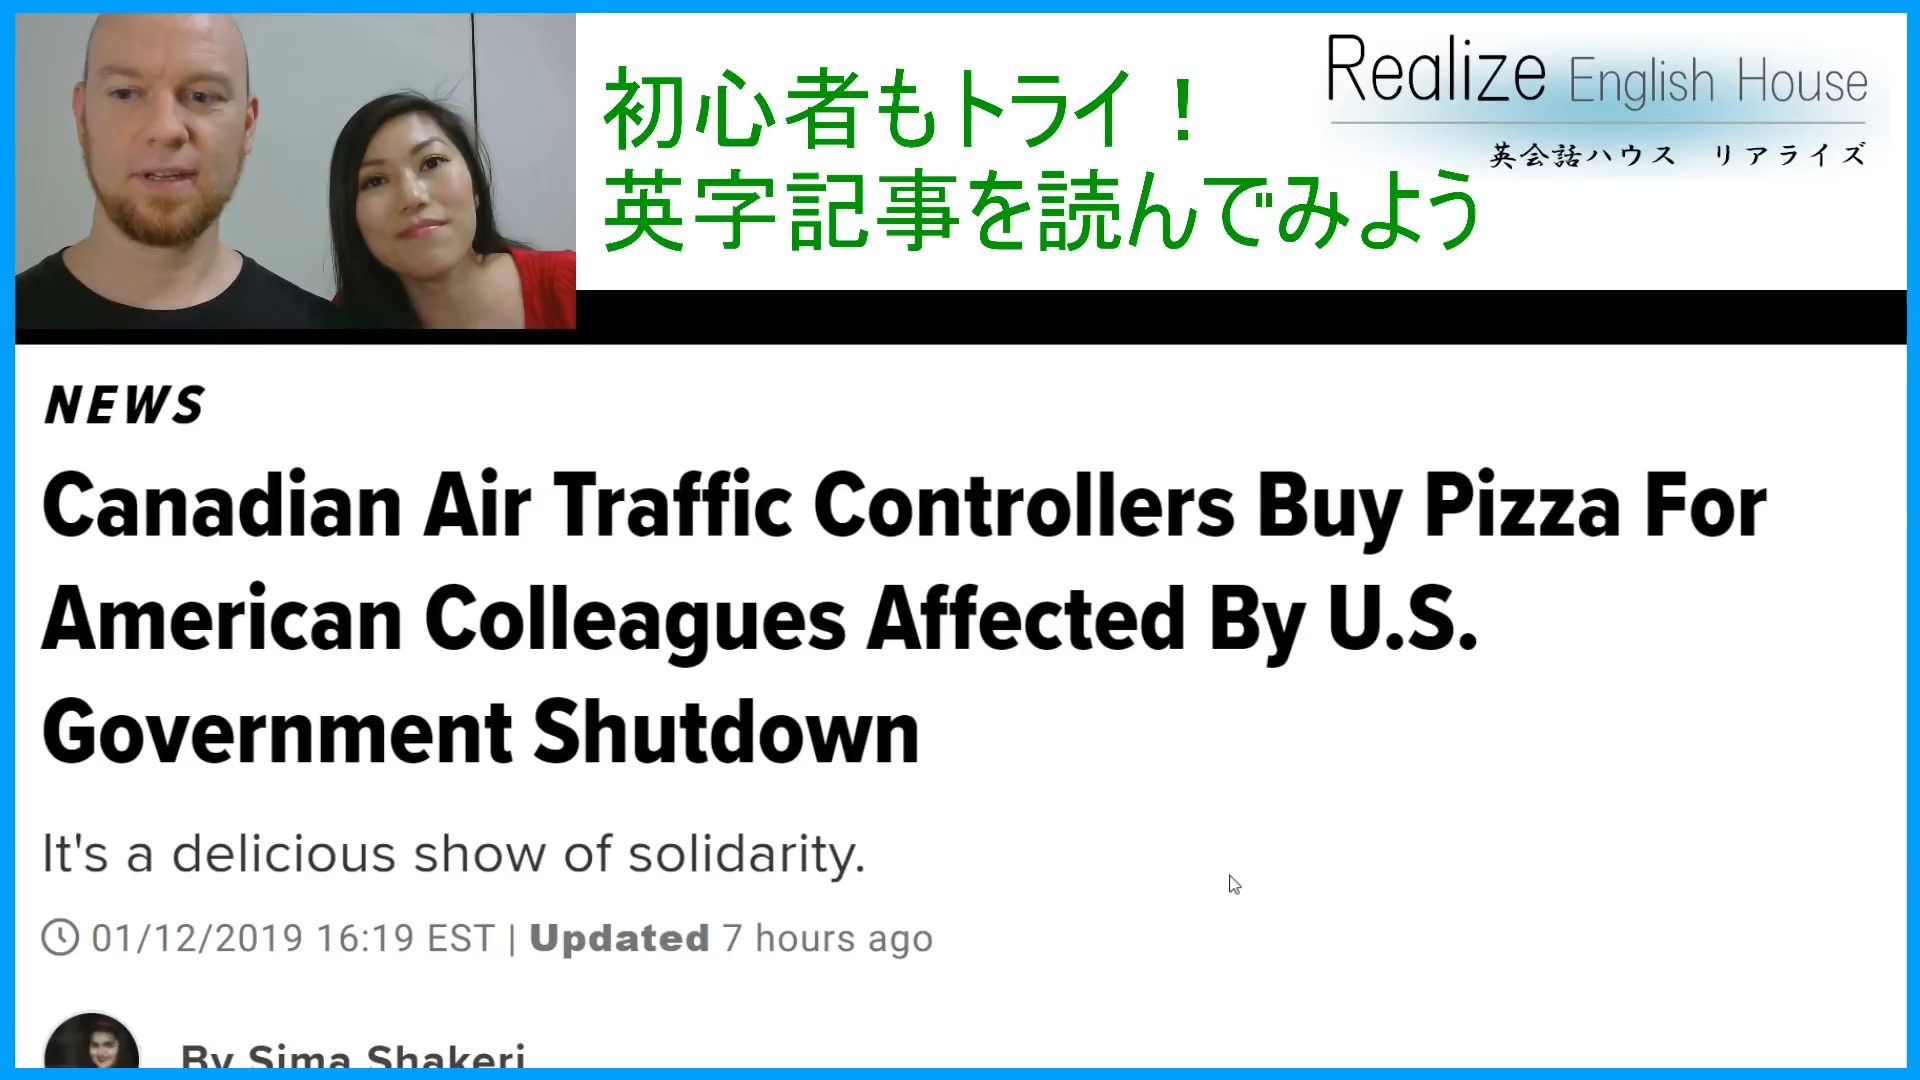 初心者もトライ！
英字記事を読んでみよう
Realize English House
英会話ハウス リアライズ
NEWS
Canadian Air Traffic Controllers Buy Pizza For
American Colleagues Affected By U.S.
Government Shutdown
It's a delicious show of solidarity.
01/12/2019 16:19 EST | Updated 7 hours ago
By Sima Shakeri